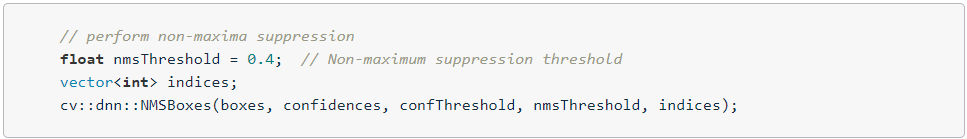 // perform non-maxima suppression
float nmsThreshold = 0.4;  // Non-maximum suppression threshold
vector<int> indices;
cv::dnn::NMSBoxes(boxes, confidences, confThreshold, nmsThreshold, indices);